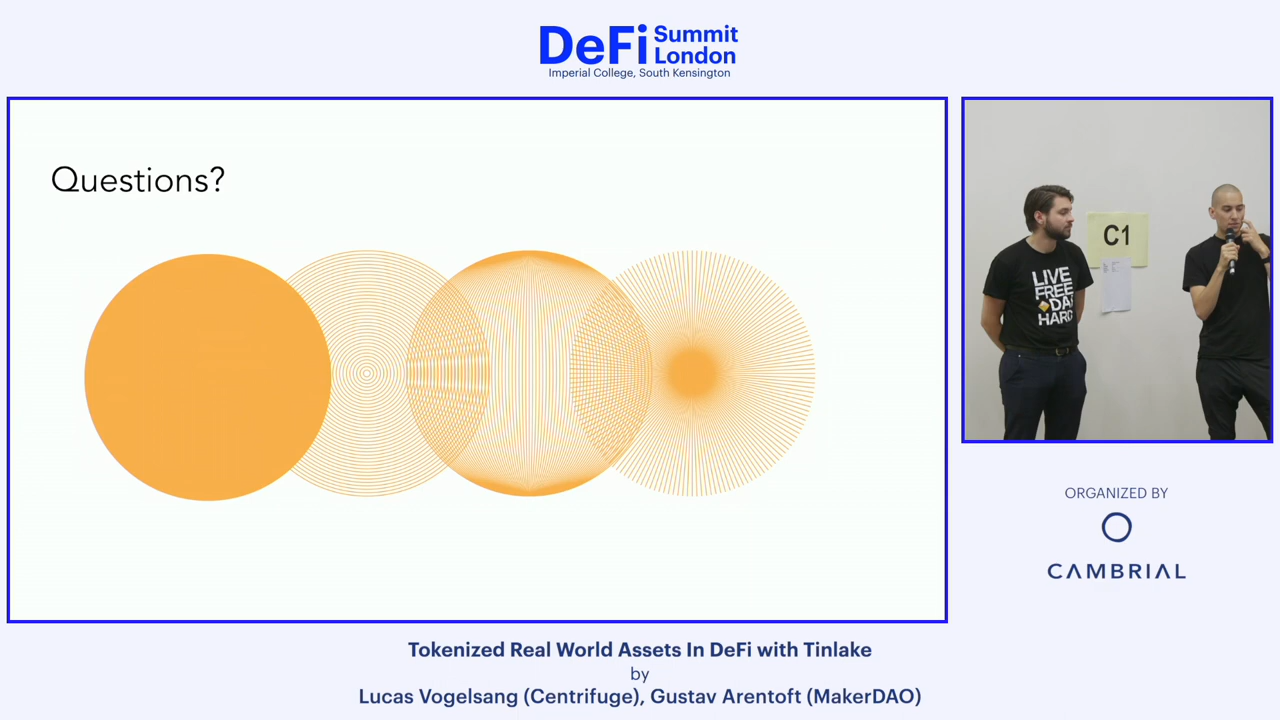 DeFi Summit
London
Imperial College, South Kensington
Questions?
C1
LIVE
FREE
DAI
HARD
ORGANIZED BY
CAMBRIAL
Tokenized Real World Assets In DeFi with Tinlake
by
Lucas Vogelsang (Centrifuge), Gustav Arentoft (MakerDAO)